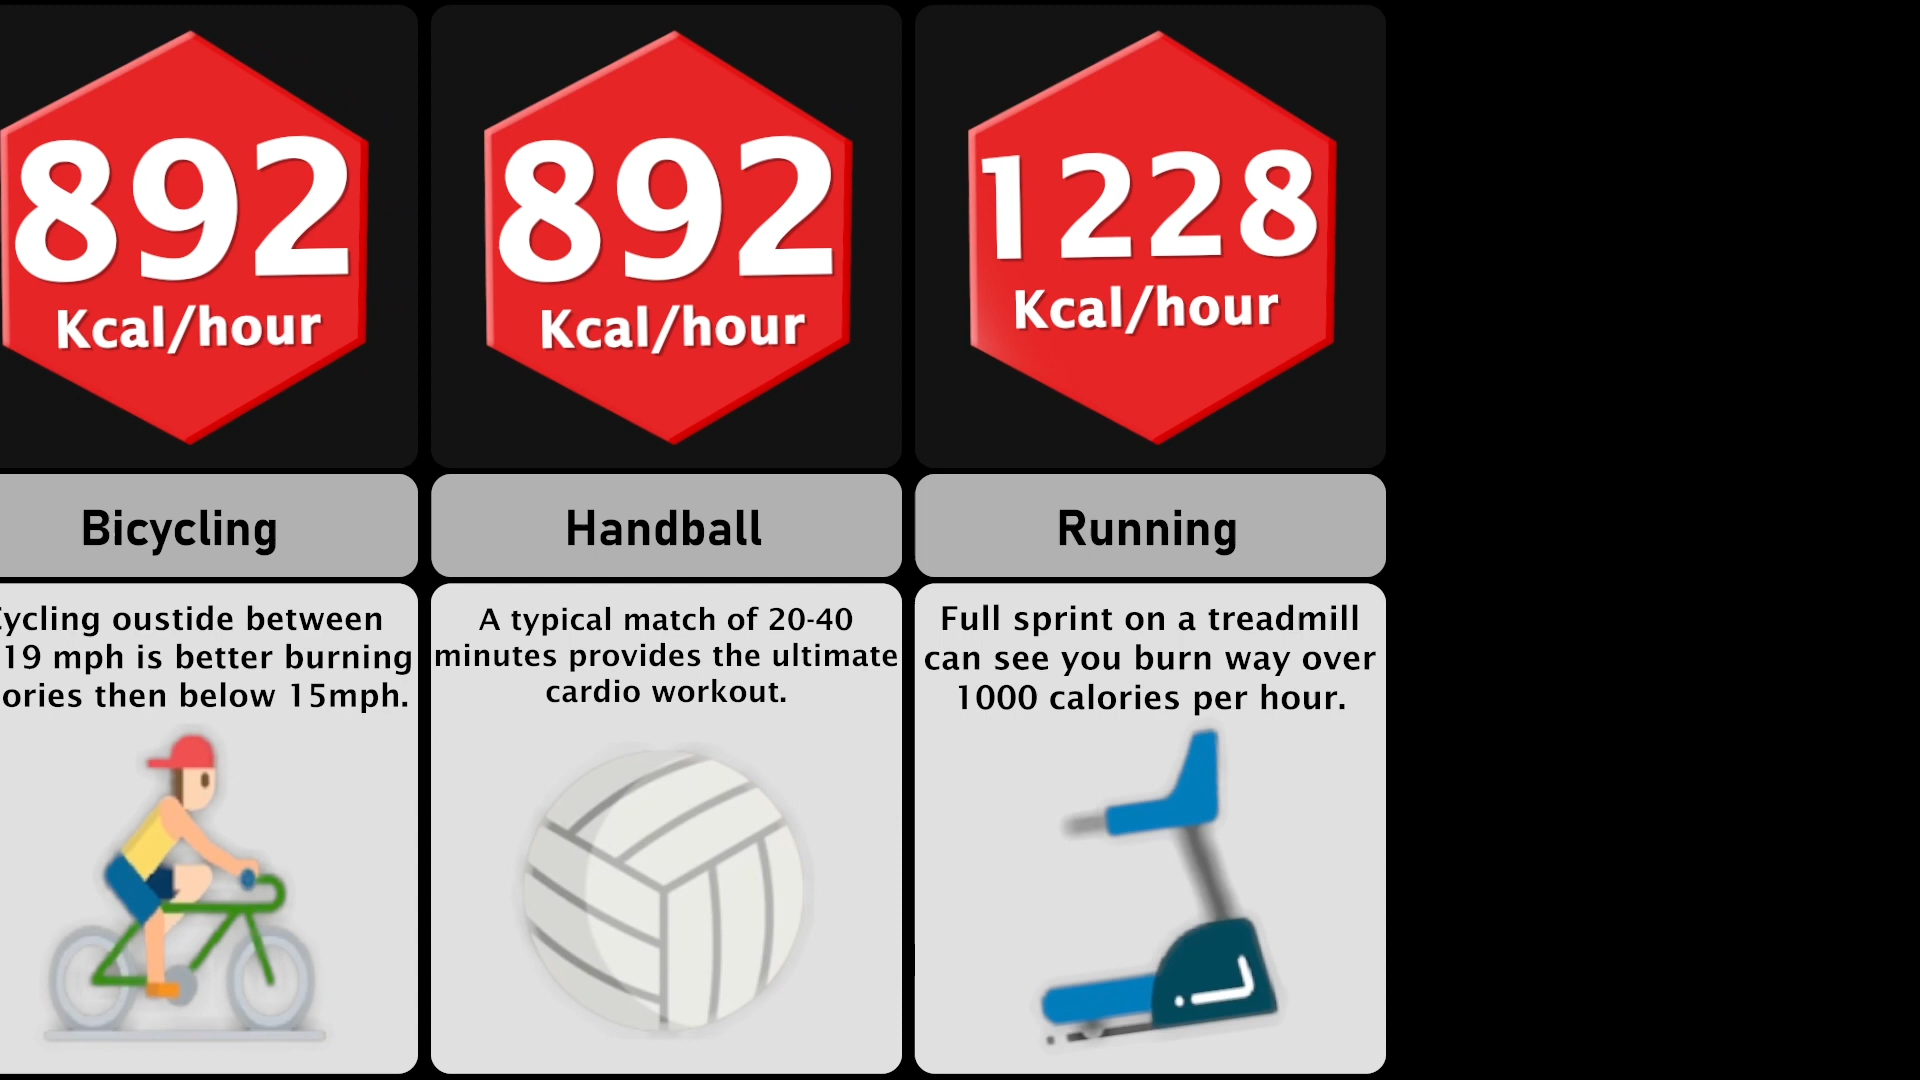 892
Kcal/hour
892
Kcal/hour
1228
Kcal/hour
Bicycling
Handball
Running
oustide between
19 mph is better burning
then below 15mph.
A typical match of 20-40
minutes provides the ultimate
cardio workout.
Full sprint on a treadmill
can see you burn way over
1000 calories per hour.